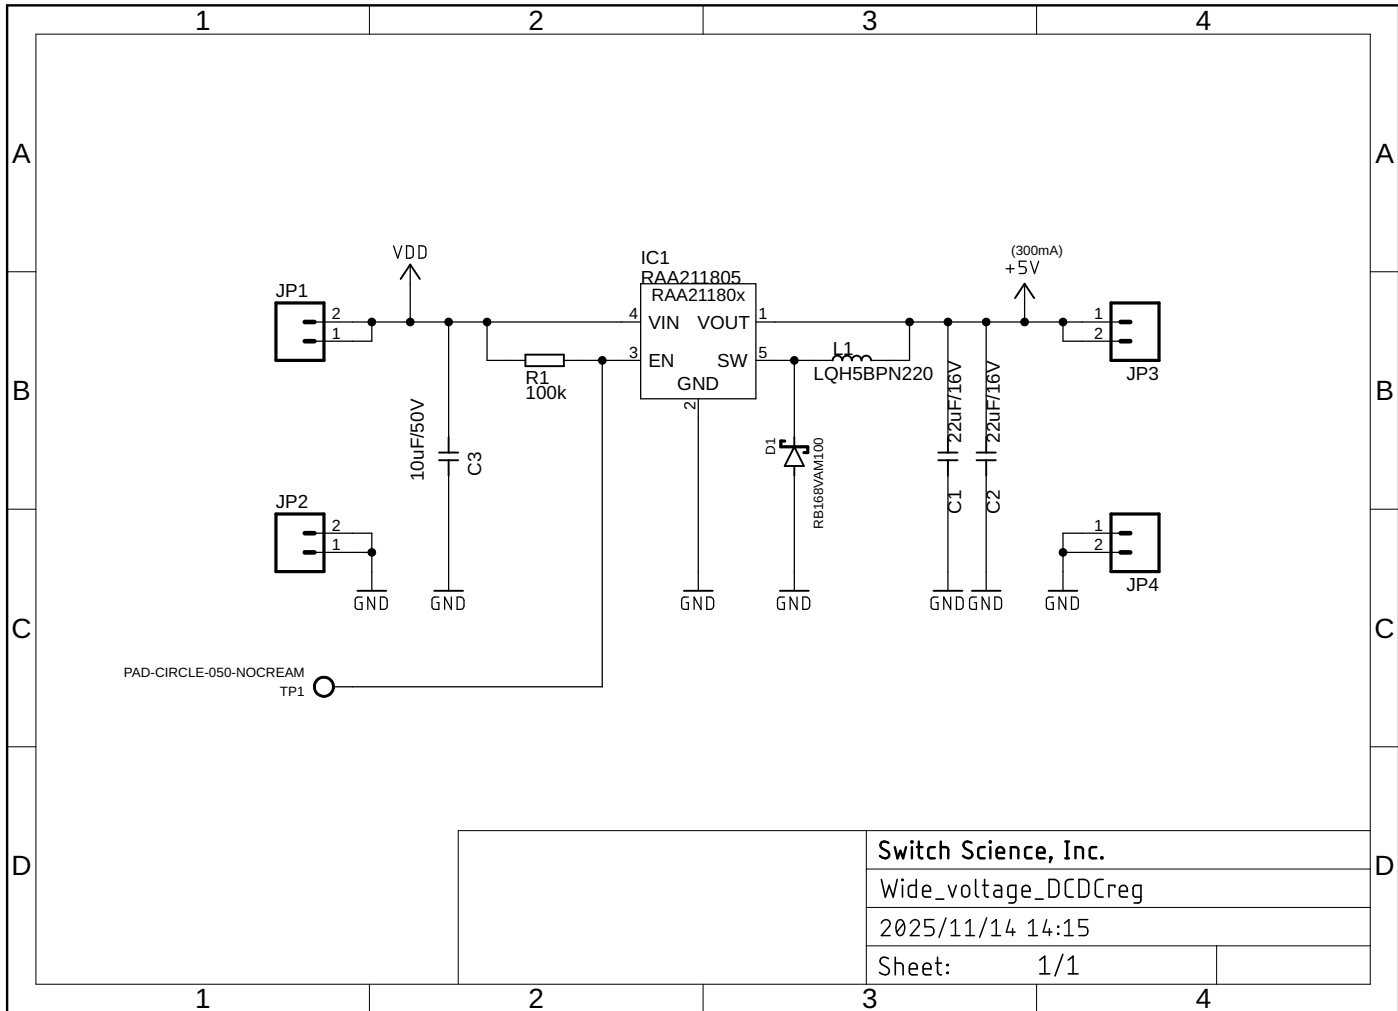 1 2 3 4
A A
VDD
IC1
RAA211805
RAA21180x
(300mA)
+5V
JP1
2
1
4 VIN VOUT 1
3 EN SW 5
GND
2
L1
LQH5BPN220
1
2
JP3
B B
R1
100k
10uF/50V
C3
D1
RB168VAM100
22uF/16V
C1
22uF/16V
C2
JP2
2
1
1
2
JP4
GND GND GND GND GND GND GND
C C
PAD-CIRCLE-050-NOCREAM
TP1
D D
Switch Science, Inc.
Wide_voltage_DCDCreg
2025/11/14 14:15
Sheet: 1/1
1 2 3 4